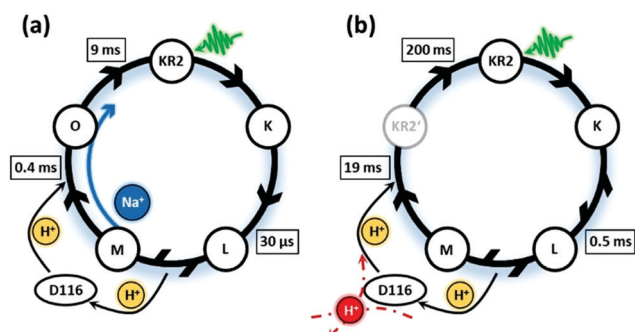 (a)
9 ms
KR2
K
O
0.4 ms
Na⁺
H⁺
30 µs
M
L
D116
H⁺
(b)
200 ms
KR2
K
KR2'
19 ms
H⁺
0.5 ms
M
L
D116
H⁺
H⁺